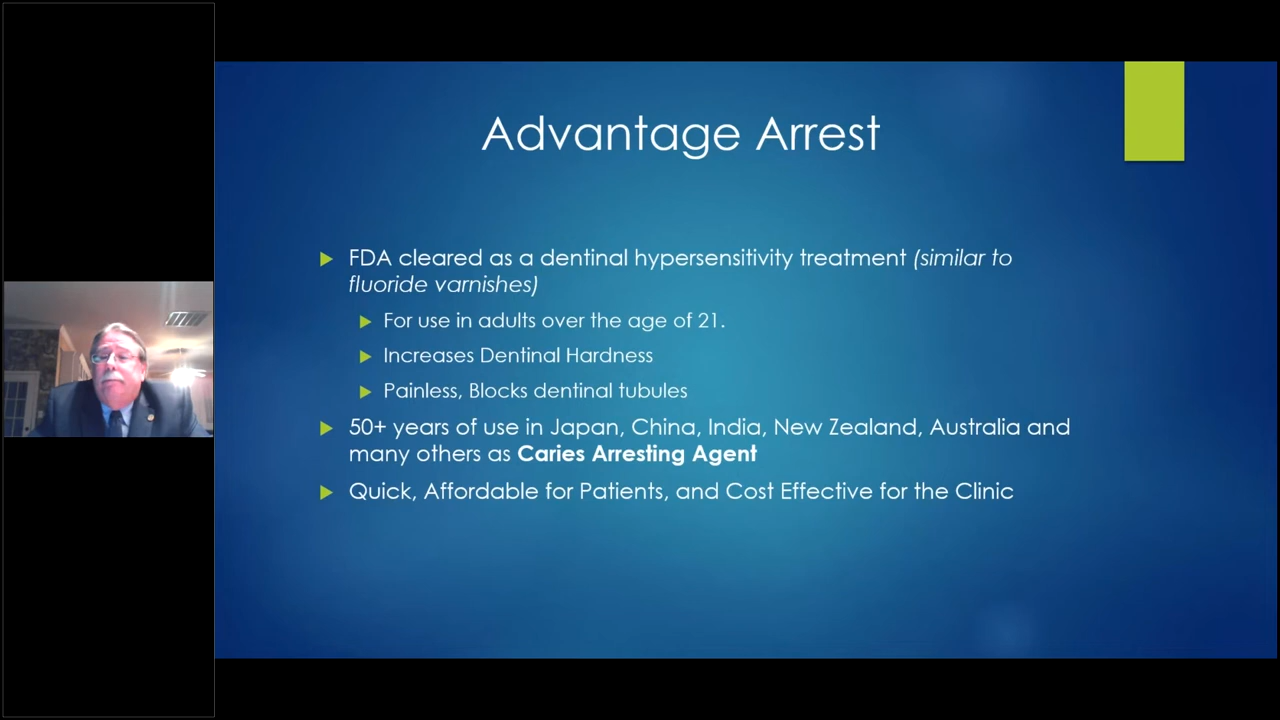 Advantage Arrest
FDA cleared as a dentinal hypersensitivity treatment (similar to
fluoride varnishes)
For use in adults over the age of 21.
Increases Dentinal Hardness
Painless, Blocks dentinal tubules
50+ years of use in Japan, China, India, New Zealand, Australia and
many others as Caries Arresting Agent
Quick, Affordable for Patients, and Cost Effective for the Clinic